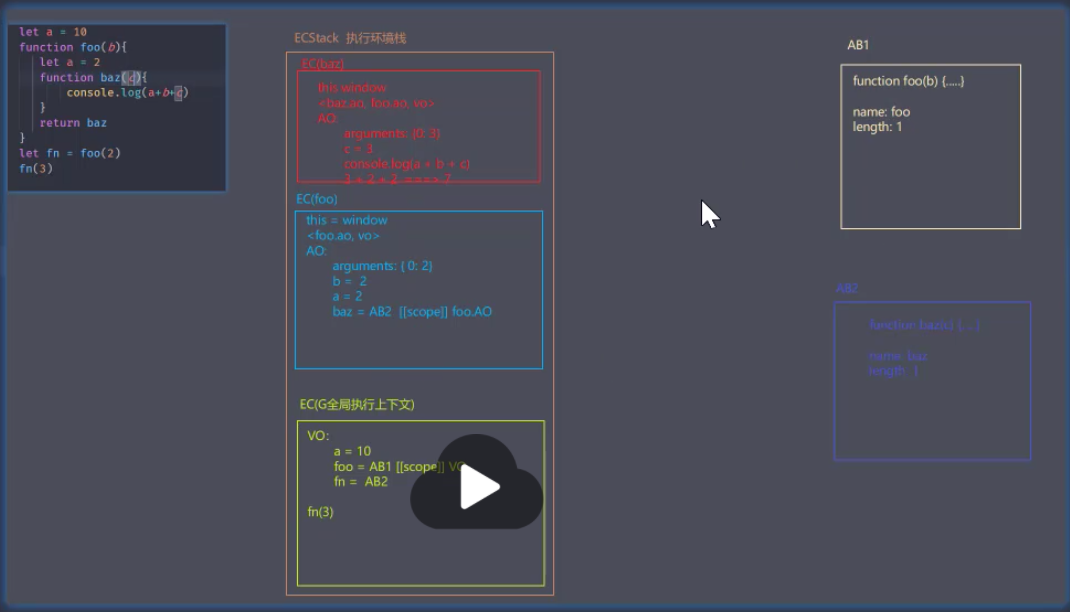 let a = 10
function foo(b){
let a = 2
function baz(c){
console.log(a+b+c)
}
return baz
}
let fn = foo(2)
fn(3)
ECStack 执行环境栈
EC(baz)
this window
<baz.ao, foo.ao, vo>
AO:
arguments: {0: 3}
c = 3
console.log(a + b + c)
3 + 2 + 2 ===> 7
EC(foo)
this = window
<foo.ao, vo>
AO:
arguments: { 0: 2}
b = 2
a = 2
baz = AB2 [[scope]] foo.AO
EC(G全局执行上下文)
VO:
a = 10
foo = AB1 [[scope]] VO
fn = AB2
fn(3)
AB1
function foo(b) {.....}
name: foo
length: 1
AB2
function baz(c) {.....}
name: baz
length: 1